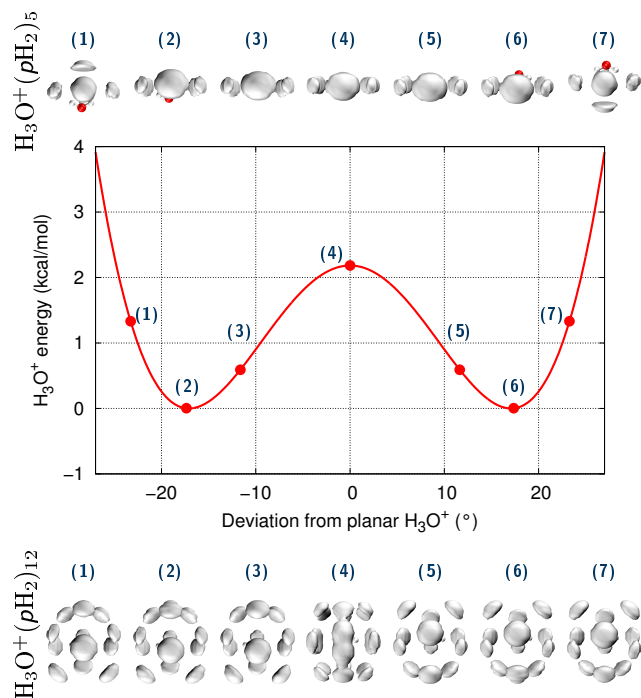 H₃O⁺(pH₂)₅
(1) (2) (3) (4) (5) (6) (7)
4
3
2
1
0
−1
H₃O⁺ energy (kcal/mol)
(1)
(2)
(3)
(4)
(5)
(6)
(7)
−20 −10 0 10 20
Deviation from planar H₃O⁺ (°)
H₃O⁺(pH₂)₁₂
(1) (2) (3) (4) (5) (6) (7)